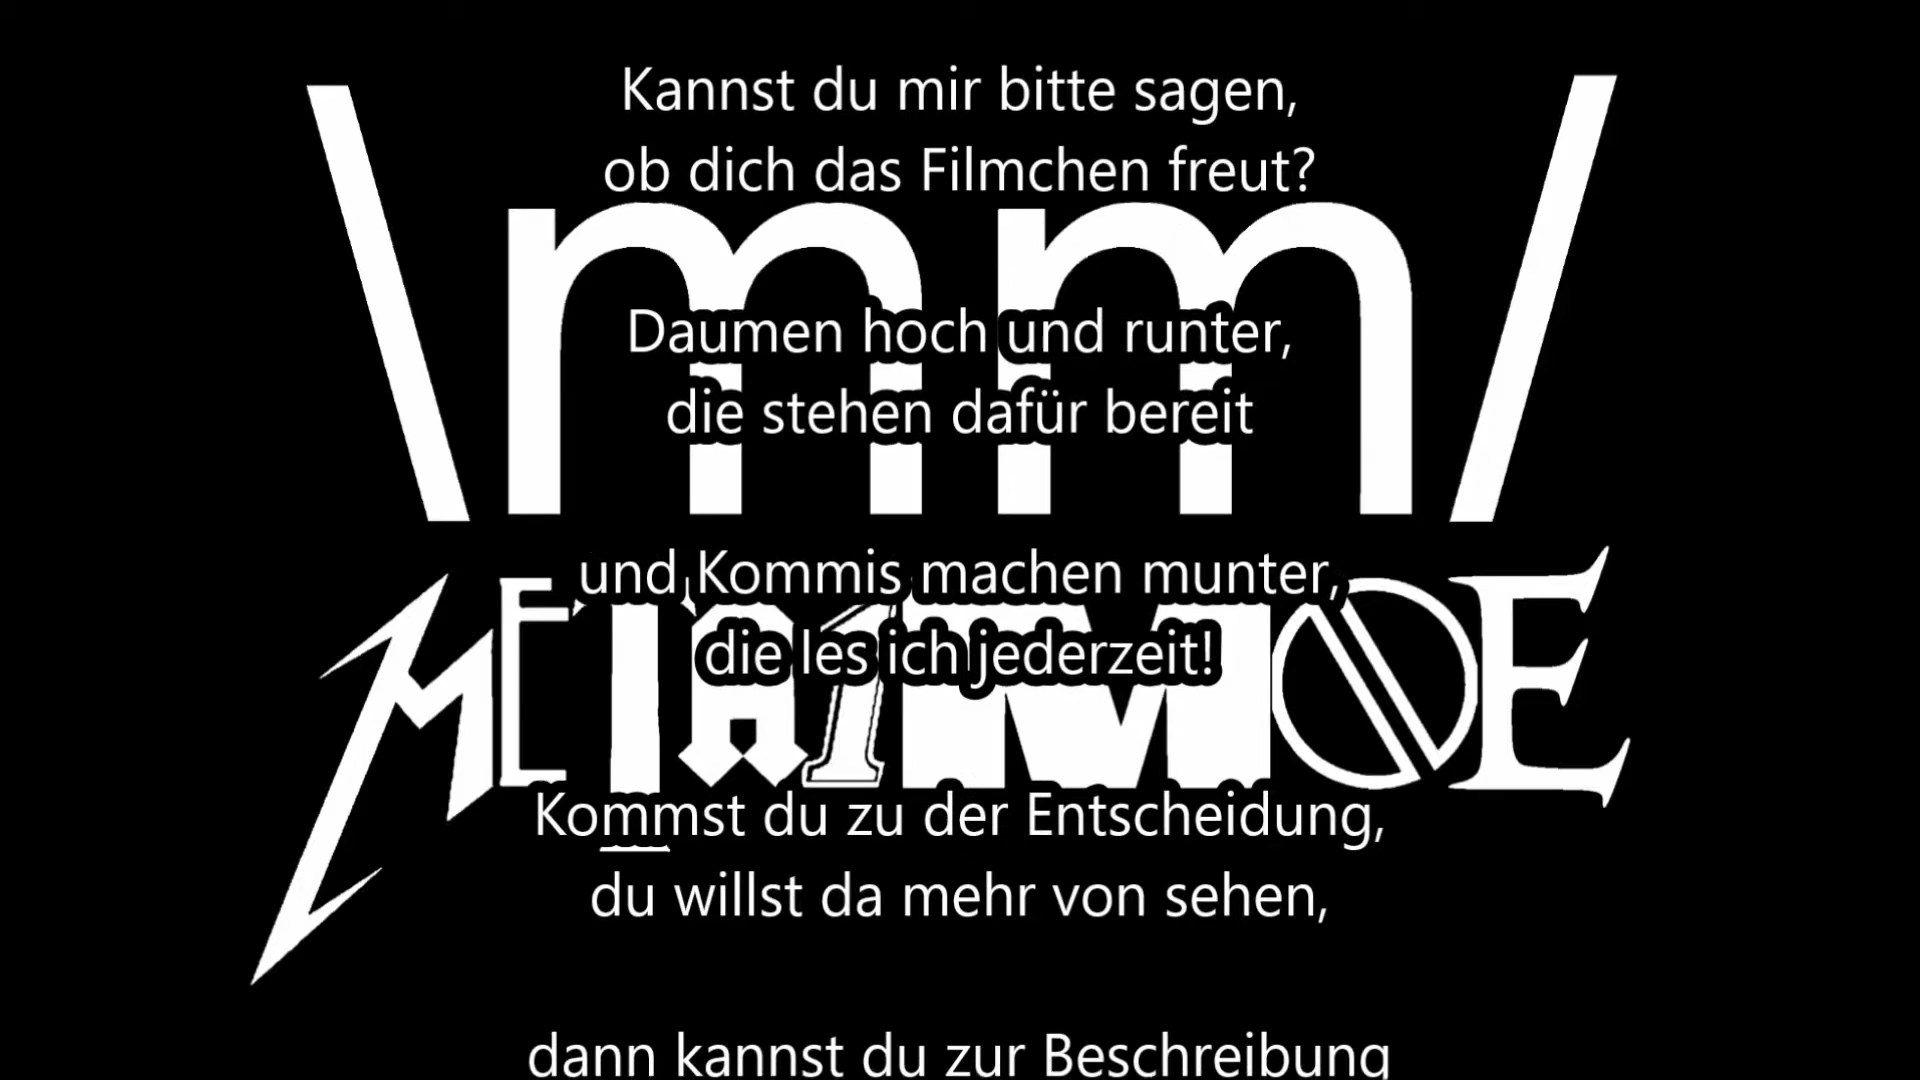 Kannst du mir bitte sagen,
ob dich das Filmchen freut?
\mm/
Daumen hoch und runter,
die stehen dafür bereit
und Kommis machen munter,
die les ich jederzeit!
METAlMOE
Kommst du zu der Entscheidung,
du willst da mehr von sehen,
dann kannst du zur Beschreibung